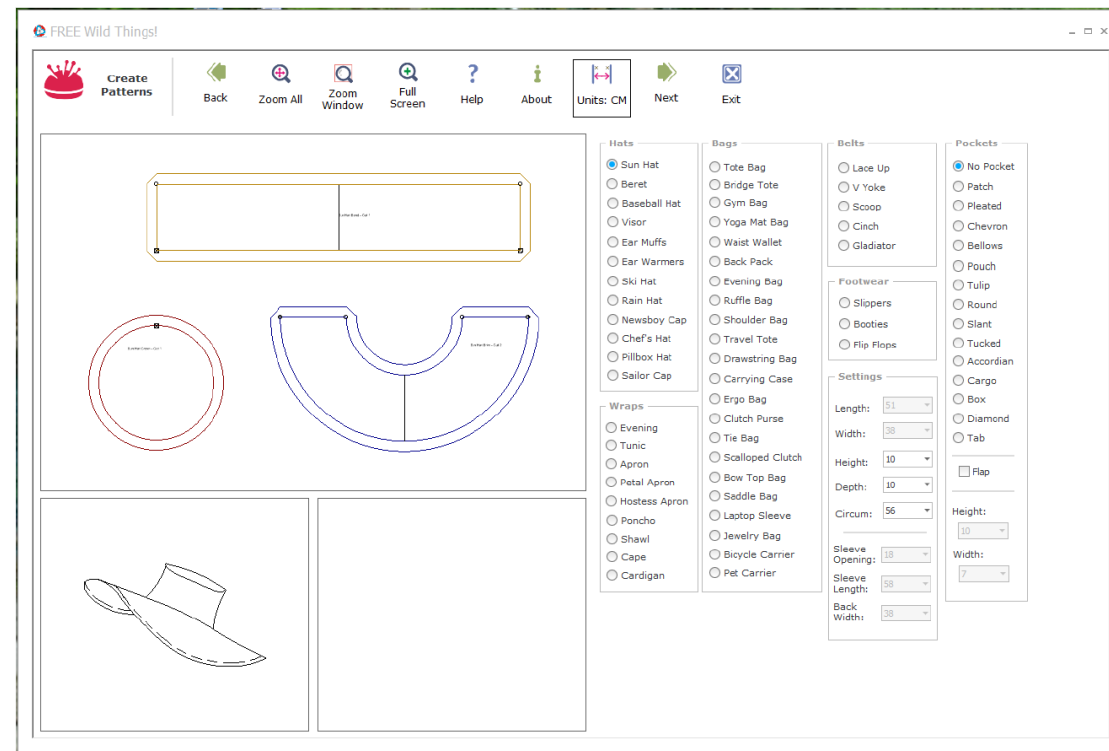 FREE Wild Things!
Create
Patterns
Back
Zoom All
Zoom
Window
Full
Screen
Help
About
Units: CM
Next
Exit
Hats
Sun Hat
Beret
Baseball Hat
Visor
Ear Muffs
Ear Warmers
Ski Hat
Rain Hat
Newsboy Cap
Chef's Hat
Pillbox Hat
Sailor Cap
Wraps
Evening
Tunic
Apron
Petal Apron
Hostess Apron
Poncho
Shawl
Cape
Cardigan
Bags
Tote Bag
Bridge Tote
Gym Bag
Yoga Mat Bag
Waist Wallet
Back Pack
Evening Bag
Ruffle Bag
Shoulder Bag
Travel Tote
Drawstring Bag
Carrying Case
Ergo Bag
Clutch Purse
Tie Bag
Scalloped Clutch
Bow Top Bag
Saddle Bag
Laptop Sleeve
Jewelry Bag
Bicycle Carrier
Pet Carrier
Belts
Lace Up
V Yoke
Scoop
Cinch
Gladiator
Footwear
Slippers
Booties
Flip Flops
Settings
Length: 51
Width: 38
Height: 10
Depth: 10
Circum: 56
Sleeve
Opening: 18
Sleeve
Length: 58
Back
Width: 38
Pockets
No Pocket
Patch
Pleated
Chevron
Bellows
Pouch
Tulip
Round
Slant
Tucked
Accordian
Cargo
Box
Diamond
Tab
Flap
Height:
10
Width:
7